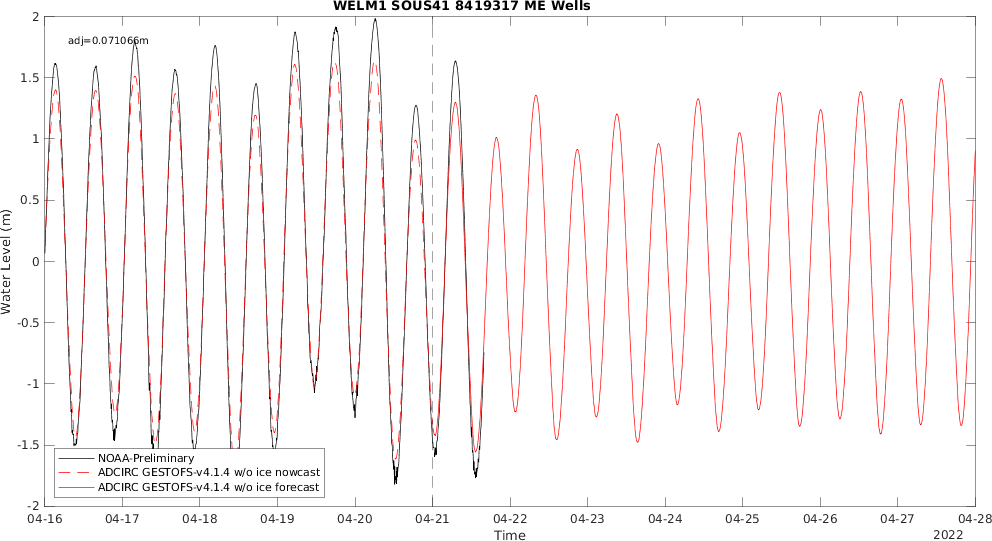 WELM1 SOUS41 8419317 ME Wells
adj=0.071066m
2
1.5
1
0.5
0
-0.5
-1
-1.5
-2
Water Level (m)
NOAA-Preliminary
ADCIRC GESTOFS-v4.1.4 w/o ice nowcast
ADCIRC GESTOFS-v4.1.4 w/o ice forecast
04-16 04-17 04-18 04-19 04-20 04-21 04-22 04-23 04-24 04-25 04-26 04-27 04-28
Time
2022